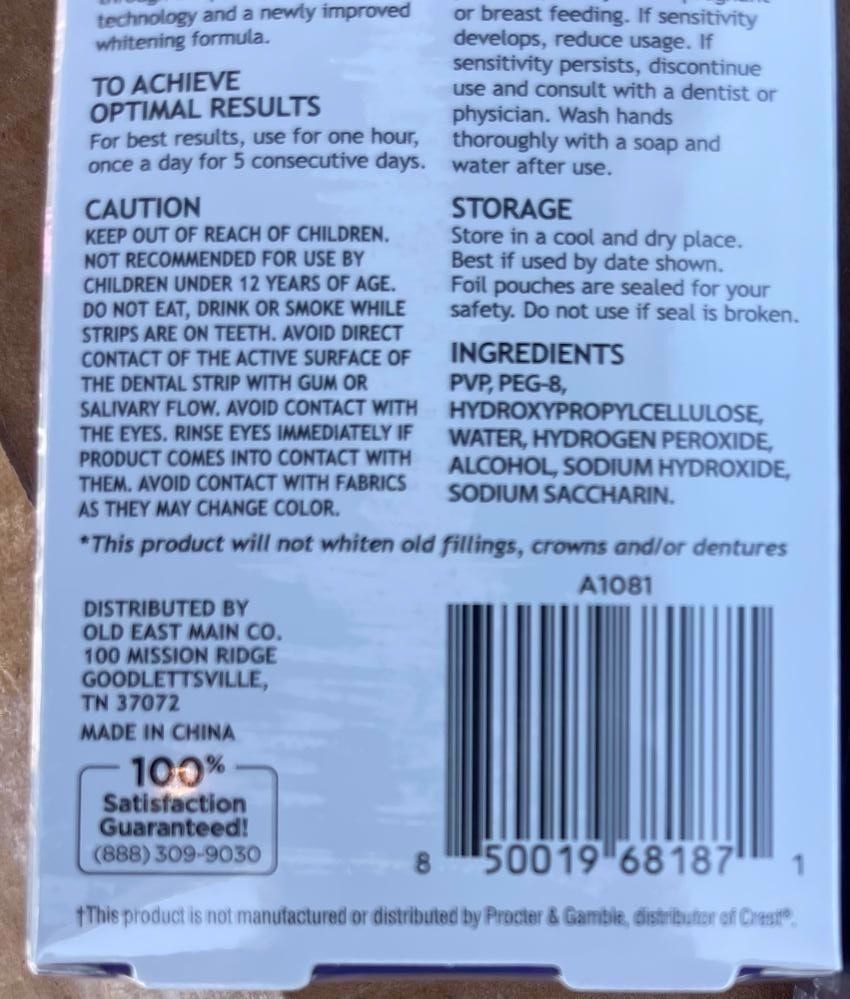 technology and a newly improved
whitening formula.
TO ACHIEVE
OPTIMAL RESULTS
For best results, use for one hour,
once a day for 5 consecutive days.
CAUTION
KEEP OUT OF REACH OF CHILDREN.
NOT RECOMMENDED FOR USE BY
CHILDREN UNDER 12 YEARS OF AGE.
DO NOT EAT, DRINK OR SMOKE WHILE
STRIPS ARE ON TEETH. AVOID DIRECT
CONTACT OF THE ACTIVE SURFACE OF
THE DENTAL STRIP WITH GUM OR
SALIVARY FLOW. AVOID CONTACT WITH
THE EYES. RINSE EYES IMMEDIATELY IF
PRODUCT COMES INTO CONTACT WITH
THEM. AVOID CONTACT WITH FABRICS
AS THEY MAY CHANGE COLOR.
or breast feeding. If sensitivity
develops, reduce usage. If
sensitivity persists, discontinue
use and consult with a dentist or
physician. Wash hands
thoroughly with a soap and
water after use.
STORAGE
Store in a cool and dry place.
Best if used by date shown.
Foil pouches are sealed for your
safety. Do not use if seal is broken.
INGREDIENTS
PVP, PEG-8,
HYDROXYPROPYLCELLULOSE,
WATER, HYDROGEN PEROXIDE,
ALCOHOL, SODIUM HYDROXIDE,
SODIUM SACCHARIN.
*This product will not whiten old fillings, crowns and/or dentures
DISTRIBUTED BY
OLD EAST MAIN CO.
100 MISSION RIDGE
GOODLETTSVILLE,
TN 37072
MADE IN CHINA
100%
Satisfaction
Guaranteed!
(888) 309-9030
A1081
8 50019 68187 1
†This product is not manufactured or distributed by Procter & Gamble, distributor of Crest®.